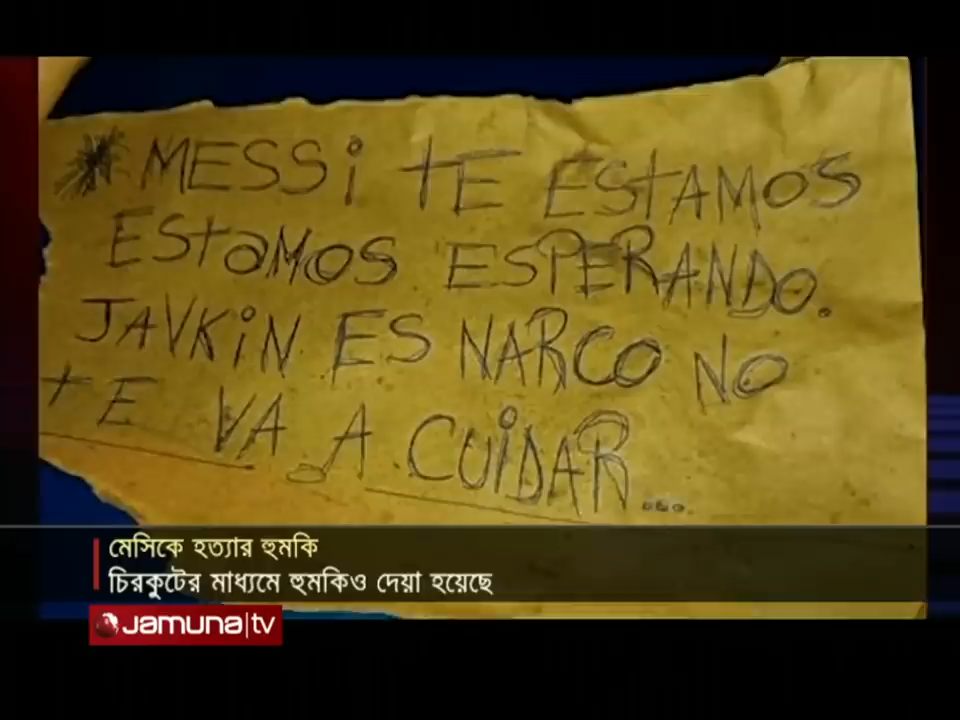 MESSi TE ESTAMOS
ESTaMOS ESPERANDO.
JAVKiN ES NARCO NO
TE VA A CUiDAR...
মেসিকে হত্যার হুমকি
চিরকুটের মাধ্যমে হুমকিও দেয়া হয়েছে
Jamuna|tv